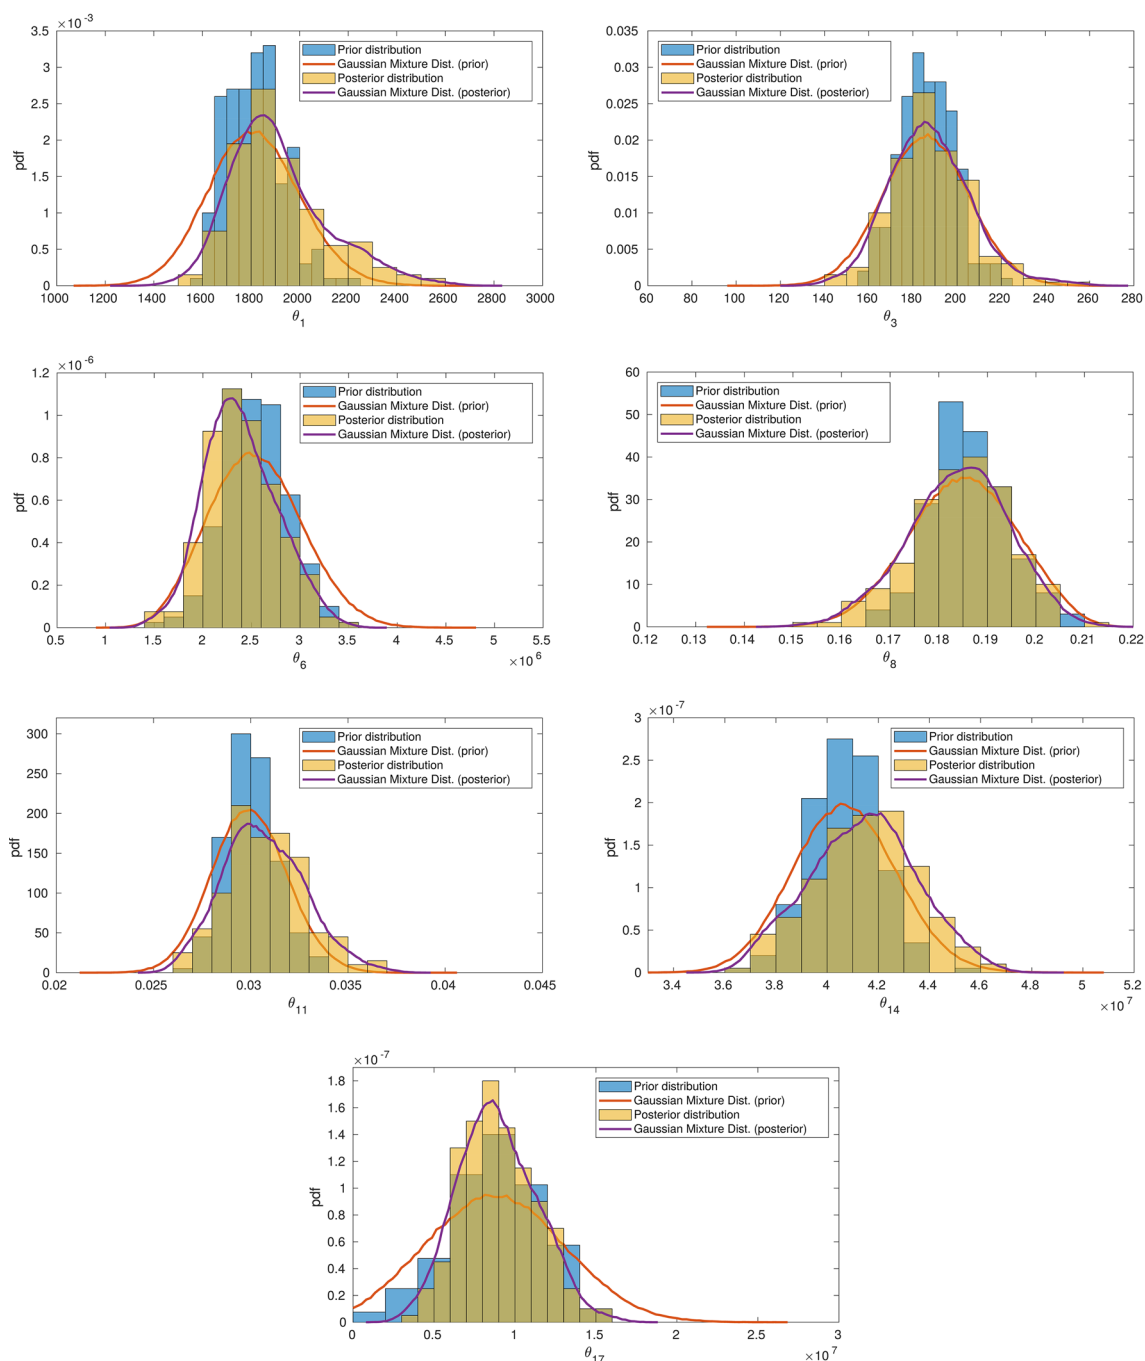 ×10 -3
3.5
3
2.5
2
1.5
1
0.5
0
pdf
1000 1200 1400 1600 1800 2000 2200 2400 2600 2800 3000
θ1
Prior distribution
Gaussian Mixture Dist. (prior)
Posterior distribution
Gaussian Mixture Dist. (posterior)
0.035
0.03
0.025
0.02
0.015
0.01
0.005
0
pdf
60 80 100 120 140 160 180 200 220 240 260 280
θ3
Prior distribution
Gaussian Mixture Dist. (prior)
Posterior distribution
Gaussian Mixture Dist. (posterior)
×10 -6
1.2
1
0.8
0.6
0.4
0.2
0
pdf
0.5 1 1.5 2 2.5 3 3.5 4 4.5 5 5.5
θ6
×10 6
Prior distribution
Gaussian Mixture Dist. (prior)
Posterior distribution
Gaussian Mixture Dist. (posterior)
60
50
40
30
20
10
0
pdf
0.12 0.13 0.14 0.15 0.16 0.17 0.18 0.19 0.2 0.21 0.22
θ8
Prior distribution
Gaussian Mixture Dist. (prior)
Posterior distribution
Gaussian Mixture Dist. (posterior)
300
250
200
150
100
50
0
pdf
0.02 0.025 0.03 0.035 0.04 0.045
θ11
Prior distribution
Gaussian Mixture Dist. (prior)
Posterior distribution
Gaussian Mixture Dist. (posterior)
×10 -7
3
2.5
2
1.5
1
0.5
0
pdf
3.4 3.6 3.8 4 4.2 4.4 4.6 4.8 5 5.2
θ14
×10 7
Prior distribution
Gaussian Mixture Dist. (prior)
Posterior distribution
Gaussian Mixture Dist. (posterior)
×10 -7
1.8
1.6
1.4
1.2
1
0.8
0.6
0.4
0.2
0
pdf
0 0.5 1 1.5 2 2.5 3
θ17
×10 7
Prior distribution
Gaussian Mixture Dist. (prior)
Posterior distribution
Gaussian Mixture Dist. (posterior)